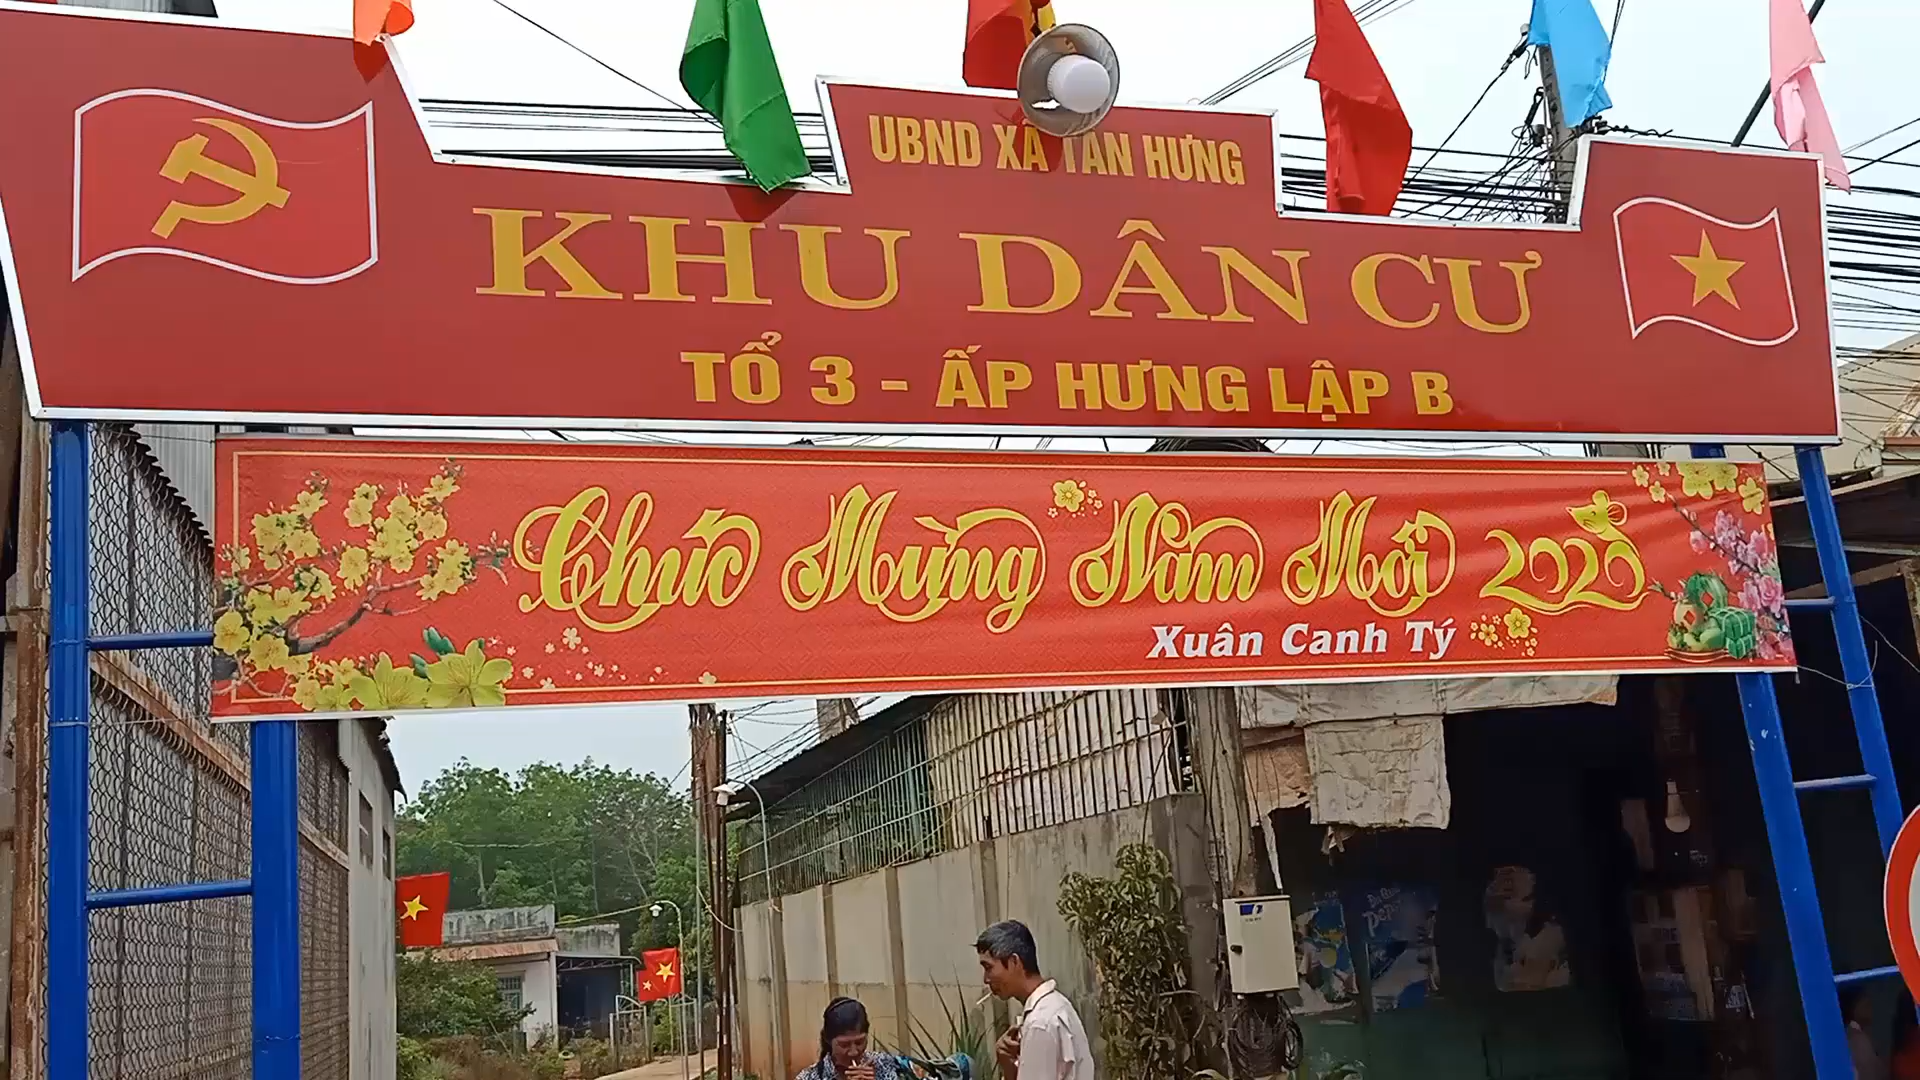 UBND XÃ TÂN HƯNG
KHU DÂN CƯ
TỔ 3 - ẤP HƯNG LẬP B
Chúc Mừng Năm Mới 2020
Xuân Canh Tý